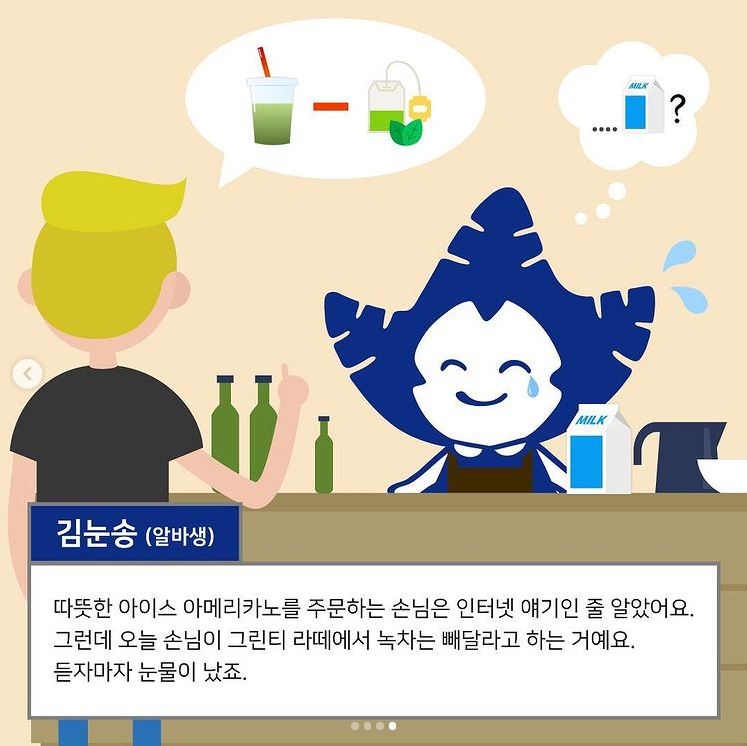 MILK
..... ?
MILK
김눈송 (알바생)
따뜻한 아이스 아메리카노를 주문하는 손님은 인터넷 얘기인 줄 알았어요.
그런데 오늘 손님이 그린티 라떼에서 녹차는 빼달라고 하는 거예요.
듣자마자 눈물이 났죠.